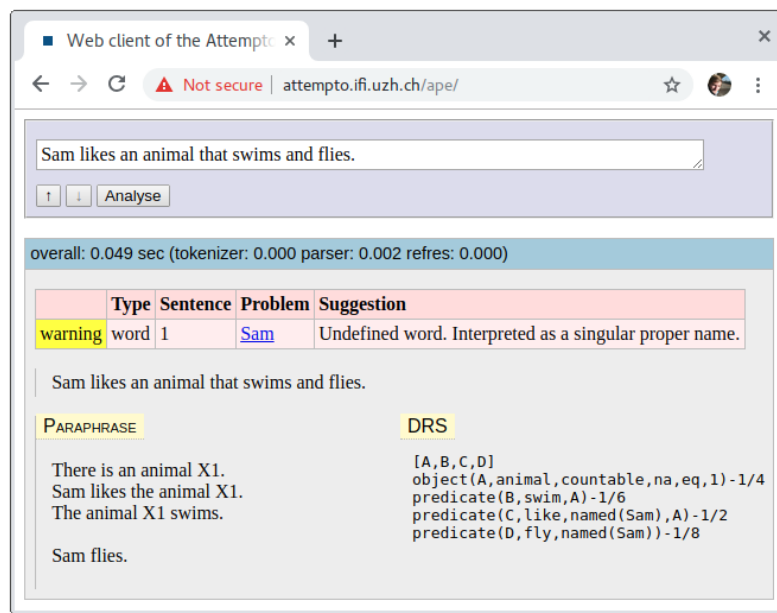 Web client of the Attempto
Not secure | attempto.ifi.uzh.ch/ape/
Sam likes an animal that swims and flies.
↑ ↓ Analyse
overall: 0.049 sec (tokenizer: 0.000 parser: 0.002 refres: 0.000)
Type Sentence Problem Suggestion
warning word 1 Sam Undefined word. Interpreted as a singular proper name.
Sam likes an animal that swims and flies.
PARAPHRASE
There is an animal X1.
Sam likes the animal X1.
The animal X1 swims.
Sam flies.
DRS
[A,B,C,D]
object(A,animal,countable,na,eq,1)-1/4
predicate(B,swim,A)-1/6
predicate(C,like,named(Sam),A)-1/2
predicate(D,fly,named(Sam))-1/8